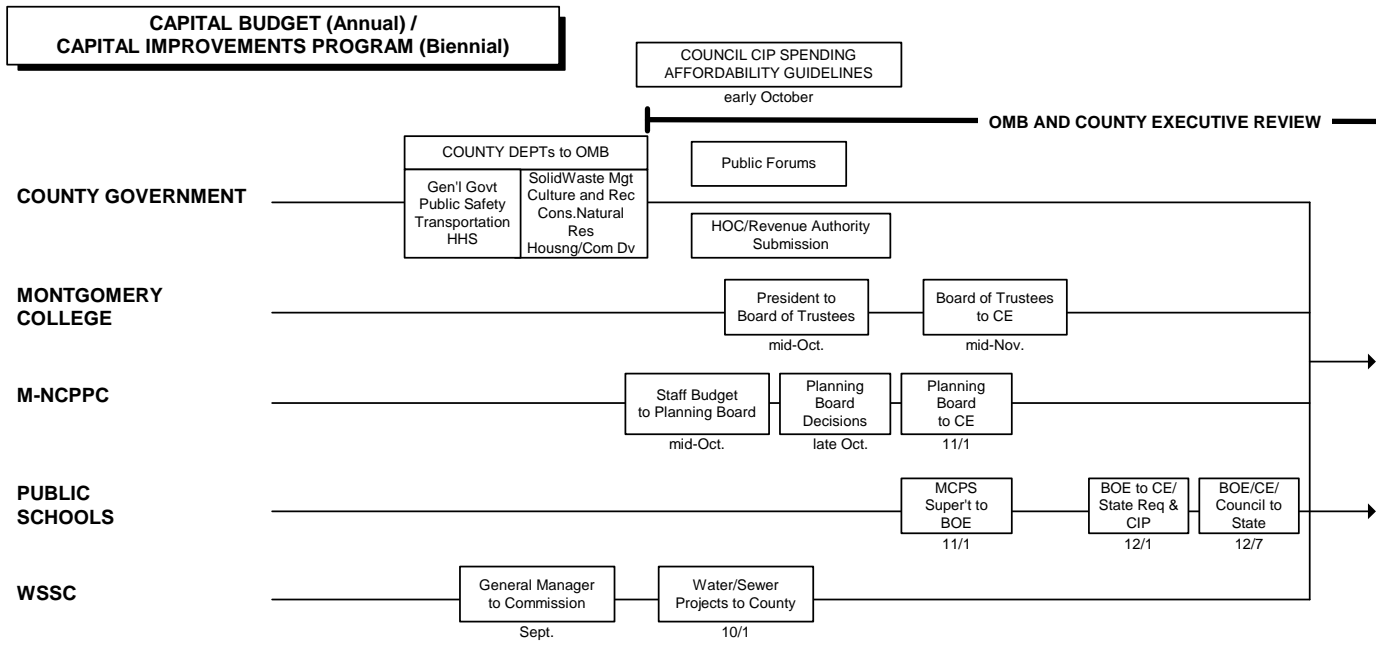 CAPITAL BUDGET (Annual) /
CAPITAL IMPROVEMENTS PROGRAM (Biennial)
COUNCIL CIP SPENDING
AFFORDABILITY GUIDELINES
early October
OMB AND COUNTY EXECUTIVE REVIEW
COUNTY GOVERNMENT
COUNTY DEPTs to OMB
Gen'l Govt
Public Safety
Transportation
HHS
SolidWaste Mgt
Culture and Rec
Cons.Natural
Res
Housng/Com Dv
Public Forums
HOC/Revenue Authority
Submission
MONTGOMERY
COLLEGE
President to
Board of Trustees
mid-Oct.
Board of Trustees
to CE
mid-Nov.
M-NCPPC
Staff Budget
to Planning Board
mid-Oct.
Planning
Board
Decisions
late Oct.
Planning
Board
to CE
11/1
PUBLIC
SCHOOLS
MCPS
Super't to
BOE
11/1
BOE to CE/
State Req &
CIP
12/1
BOE/CE/
Council to
State
12/7
WSSC
General Manager
to Commission
Sept.
Water/Sewer
Projects to County
10/1